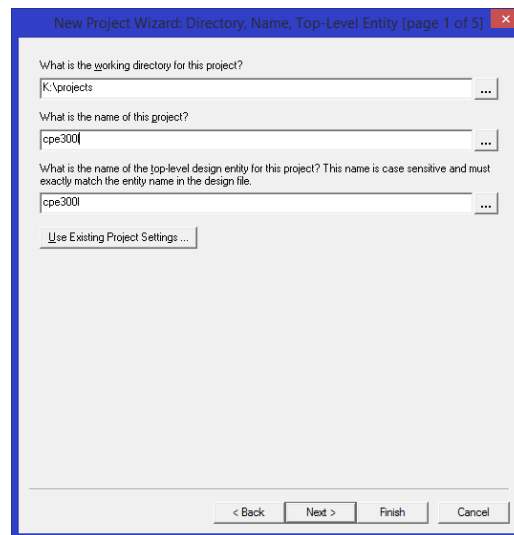 New Project Wizard: Directory, Name, Top-Level Entity [page 1 of 5]
What is the working directory for this project?
K:\projects
...
What is the name of this project?
cpe300l
...
What is the name of the top-level design entity for this project? This name is case sensitive and must
exactly match the entity name in the design file.
cpe300l
...
Use Existing Project Settings ...
< Back
Next >
Finish
Cancel